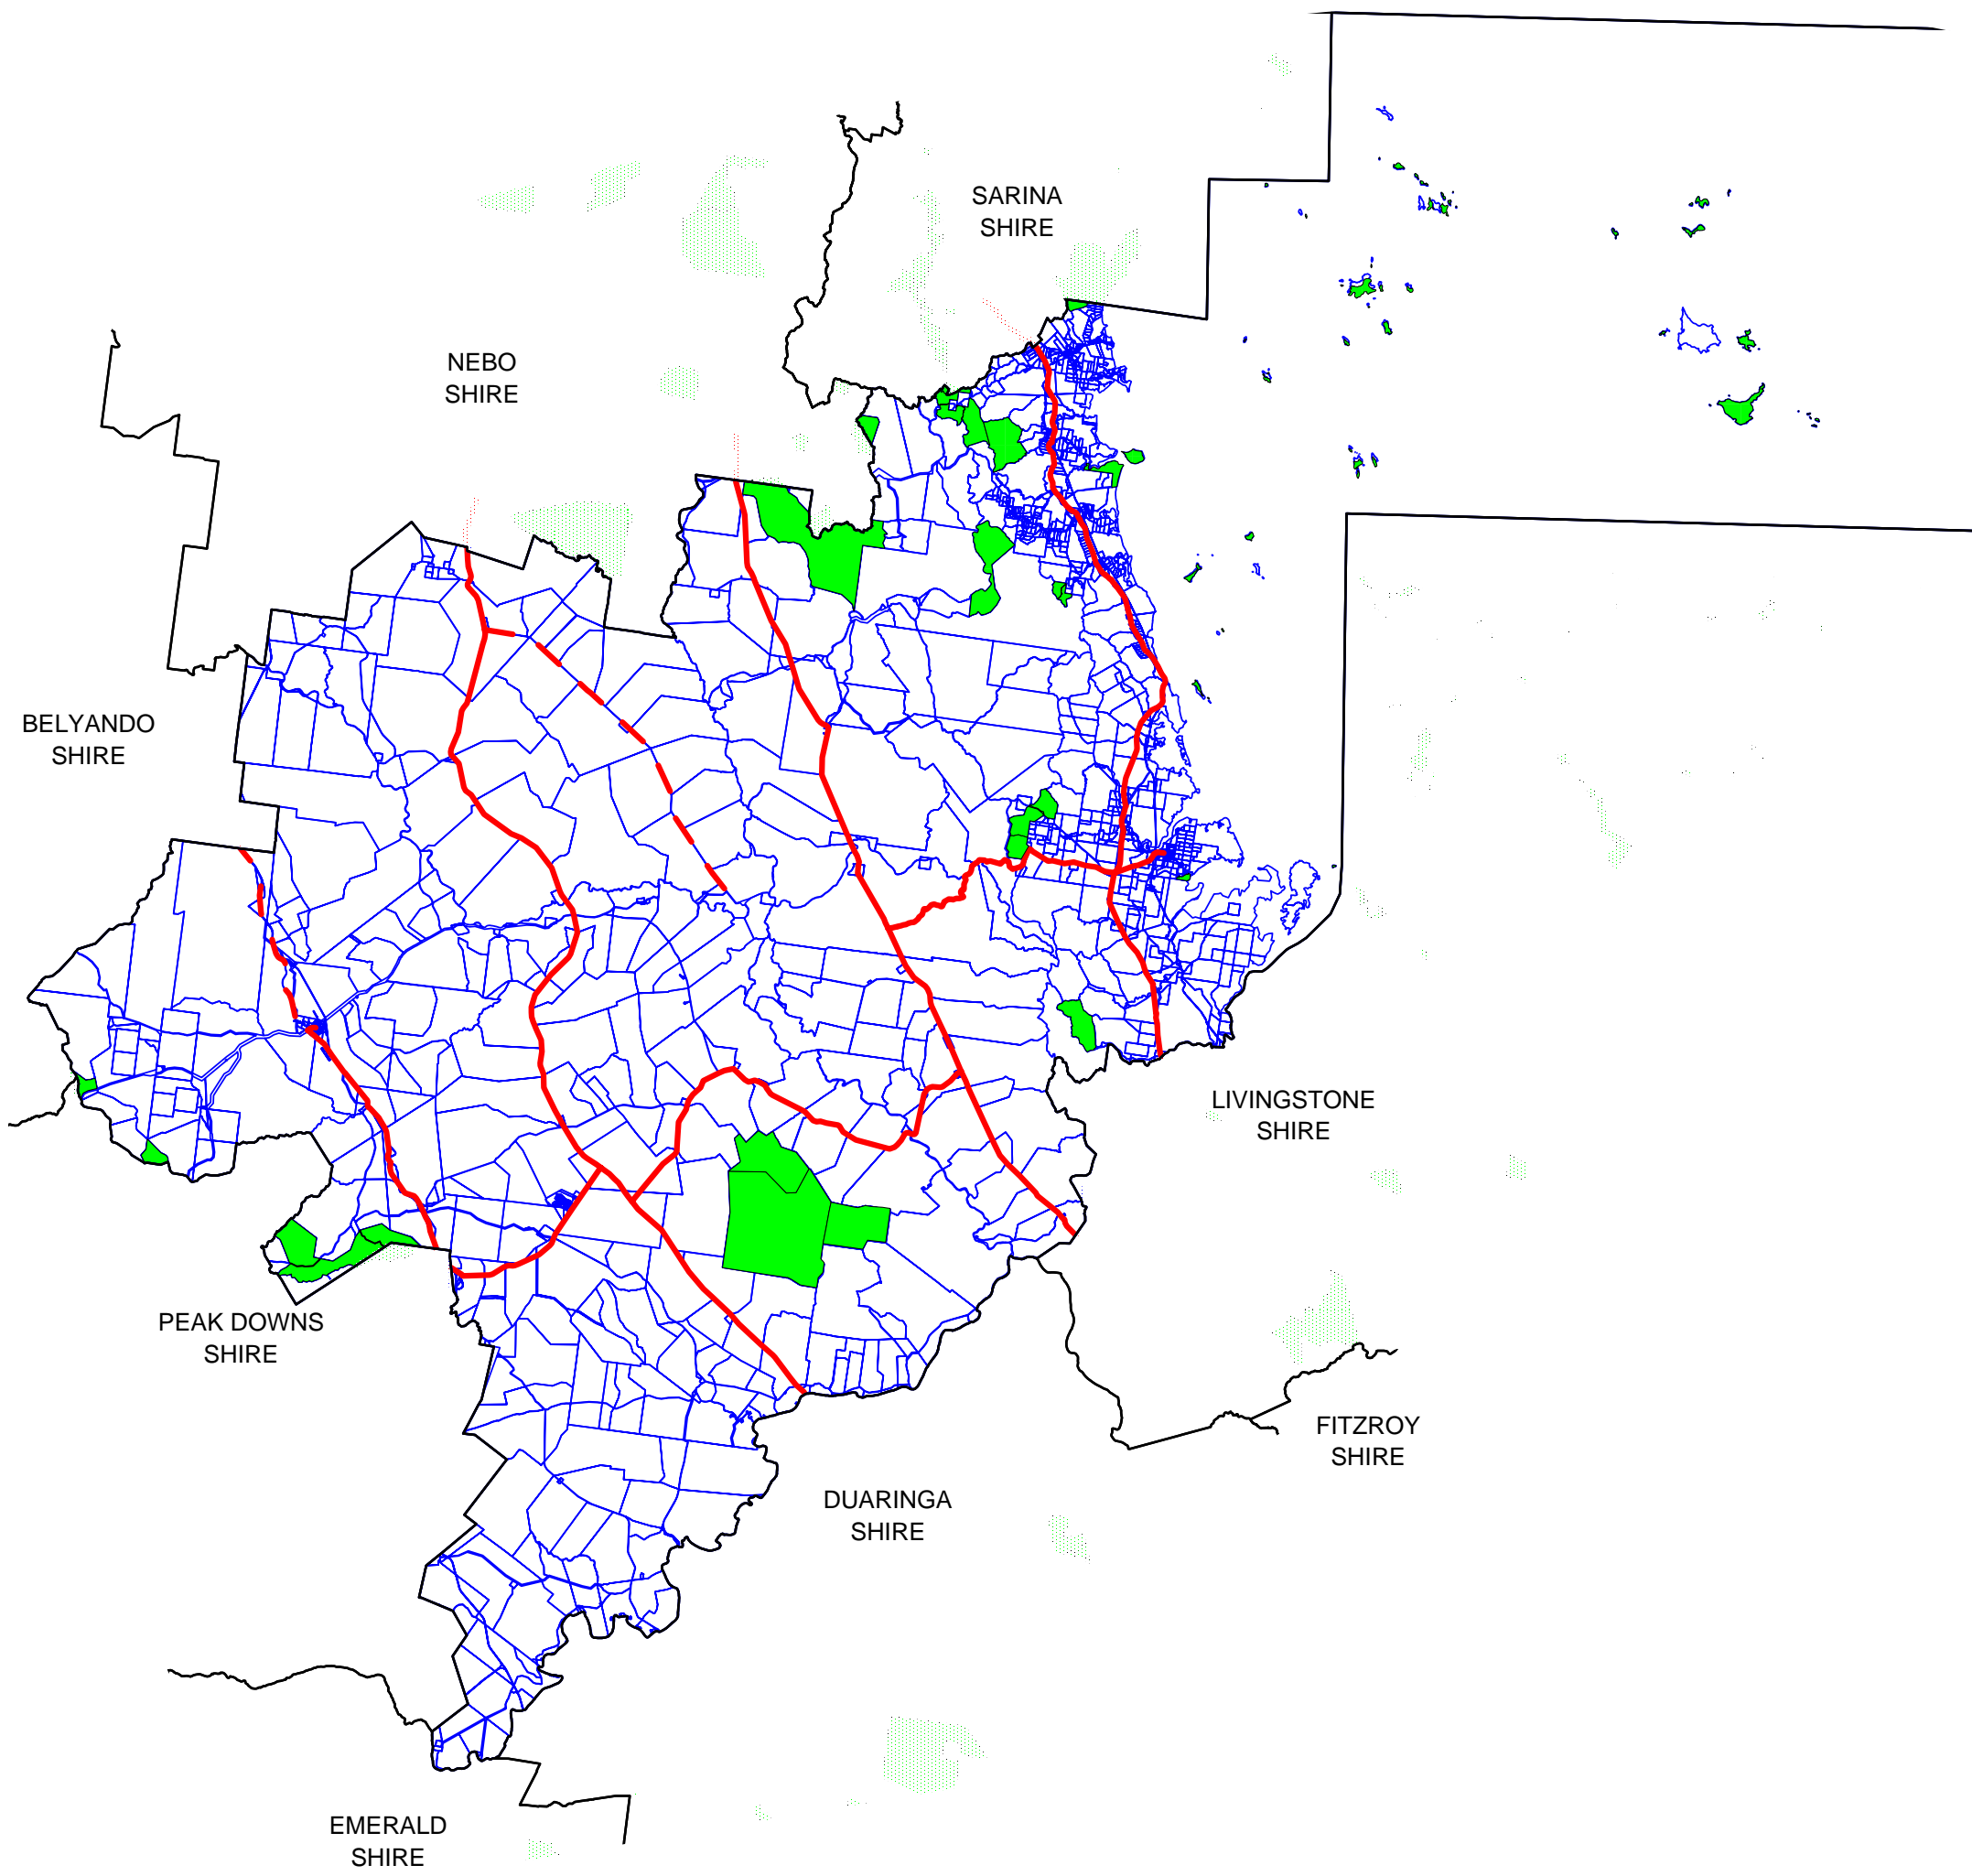 SARINA
SHIRE
NEBO
SHIRE
BELYANDO
SHIRE
LIVINGSTONE
SHIRE
PEAK DOWNS
SHIRE
FITZROY
SHIRE
DUARINGA
SHIRE
EMERALD
SHIRE